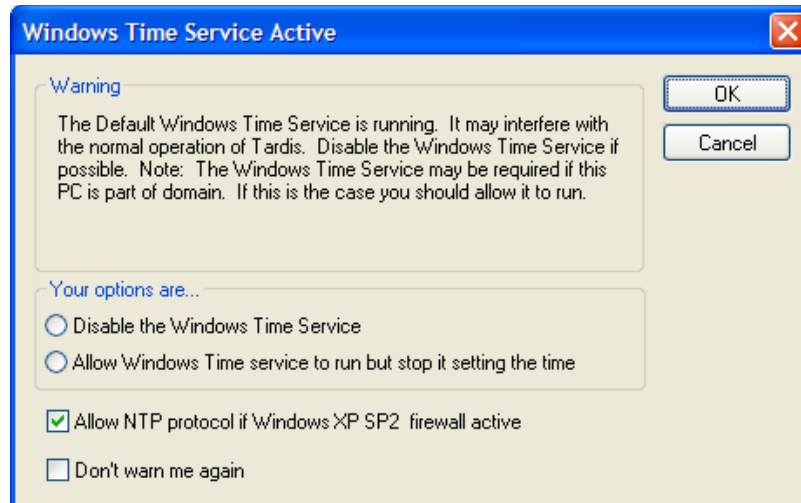 Windows Time Service Active
Warning
The Default Windows Time Service is running.  It may interfere with
the normal operation of Tardis.  Disable the Windows Time Service if
possible.  Note:  The Windows Time Service may be required if this
PC is part of domain.  If this is the case you should allow it to run.
OK
Cancel
Your options are...
Disable the Windows Time Service
Allow Windows Time service to run but stop it setting the time
Allow NTP protocol if Windows XP SP2  firewall active
Don't warn me again